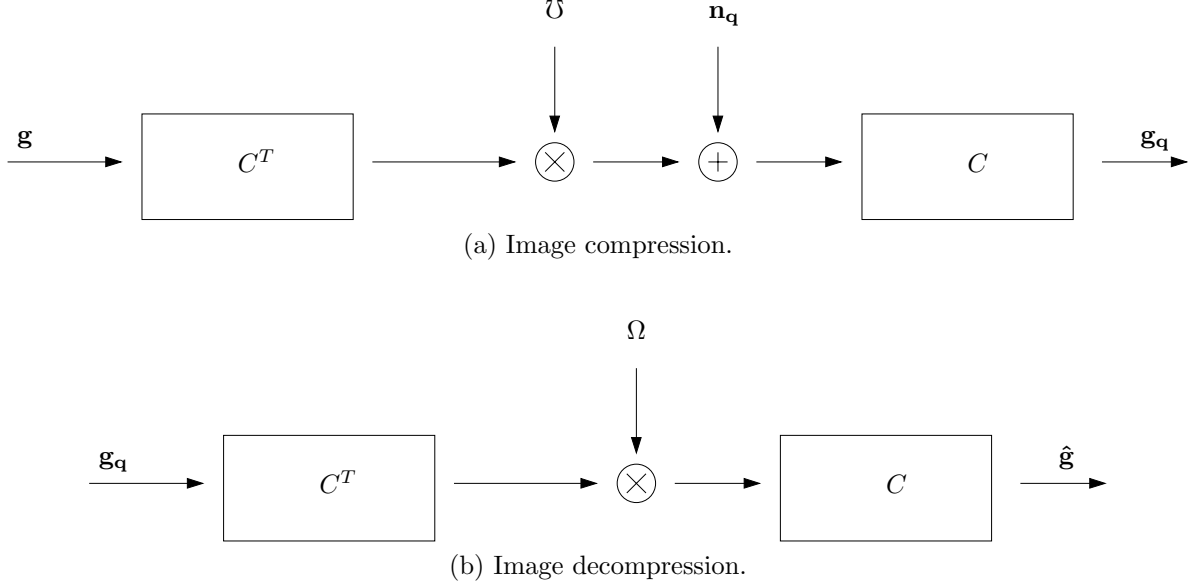 ℧ n_q
g C^T × + C g_q
(a) Image compression.
Ω
g_q C^T × C ĝ
(b) Image decompression.